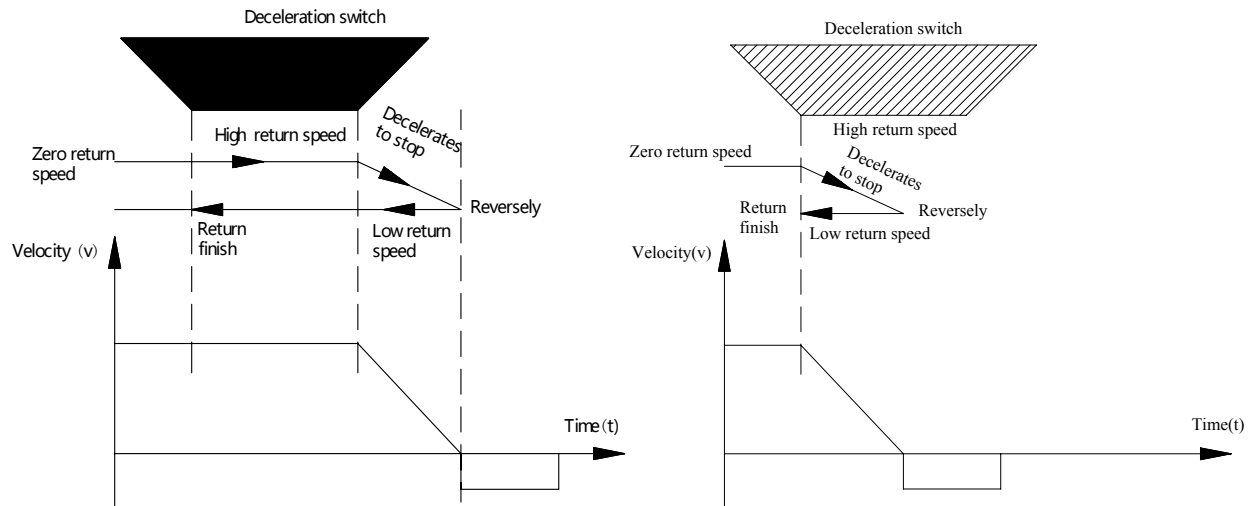 Deceleration switch
High return speed
Decelerates
to stop
Zero return
speed
Reversely
Return
finish
Low return
speed
Velocity (v)
Time(t)
Deceleration switch
High return speed
Zero return speed
Decelerates
to stop
Return
finish
Reversely
Low return speed
Velocity(v)
Time(t)